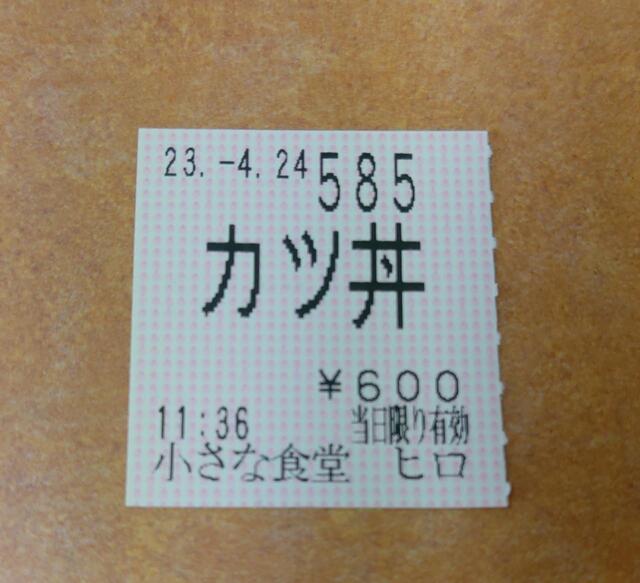 23.-4.24 585
カツ丼
¥600
11:36 当日限り有効
小さな食堂 ヒロ